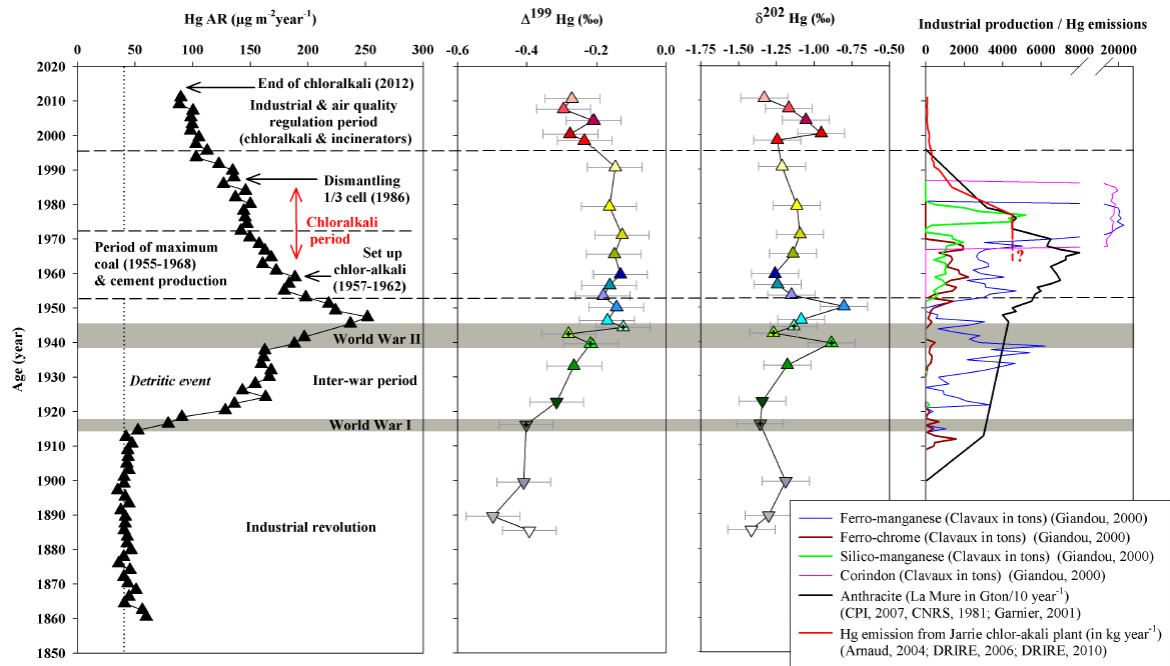 Hg AR (µg m-2year-1)
0 50 100 150 200 250 300
Δ199 Hg (‰)
-0.6 -0.4 -0.2 0.0
δ202 Hg (‰)
-1.75 -1.50 -1.25 -1.00 -0.75 -0.50
Industrial production / Hg emissions
0 2000 4000 6000 8000 20000
Age (year)
2020
2010
2000
1990
1980
1970
1960
1950
1940
1930
1920
1910
1900
1890
1880
1870
1860
1850
End of chloralkali (2012)
Industrial & air quality
regulation period
(chloralkali & incinerators)
Dismantling
1/3 cell (1986)
Chloralkali
period
Period of maximum
coal (1955-1968)
& cement production
Set up
chlor-alkali
(1957-1962)
World War II
Detritic event
Inter-war period
World War I
Industrial revolution
?
Ferro-manganese (Clavaux in tons) (Giandou, 2000)
Ferro-chrome (Clavaux in tons) (Giandou, 2000)
Silico-manganese (Clavaux in tons) (Giandou, 2000)
Corindon (Clavaux in tons) (Giandou, 2000)
Anthracite (La Mure in Gton/10 year-1)
(CPI, 2007, CNRS, 1981; Garnier, 2001)
Hg emission from Jarrie chlor-akali plant (in kg year-1)
(Arnaud, 2004; DRIRE, 2006; DRIRE, 2010)